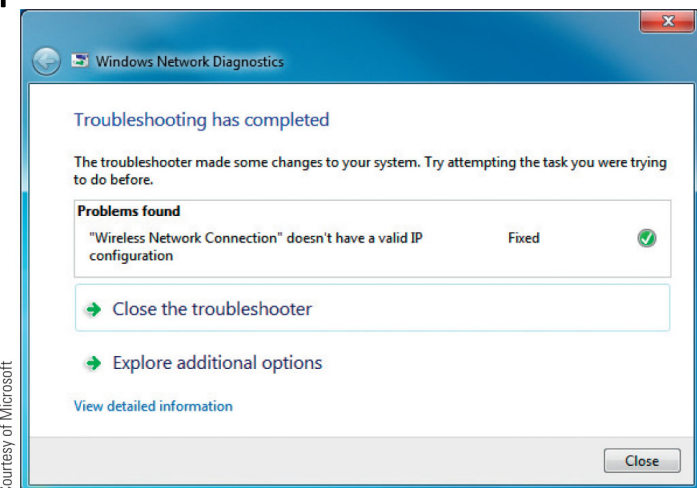 Windows Network Diagnostics
Troubleshooting has completed
The troubleshooter made some changes to your system. Try attempting the task you were trying
to do before.
Problems found
"Wireless Network Connection" doesn't have a valid IP
configuration
Fixed
Close the troubleshooter
Explore additional options
View detailed information
Close
Courtesy of Microsoft